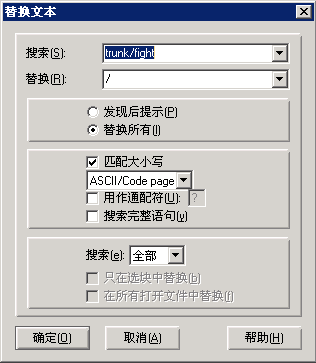 替换文本
搜索(S): trunk/fight
替换(R): /
发现后提示(P)
替换所有(I)
匹配大小写
ASCII/Code page
用作通配符(U): ?
搜索完整语句(y)
搜索(e): 全部
只在选块中替换(b)
在所有打开文件中替换(f)
确定(O) 取消(A) 帮助(H)